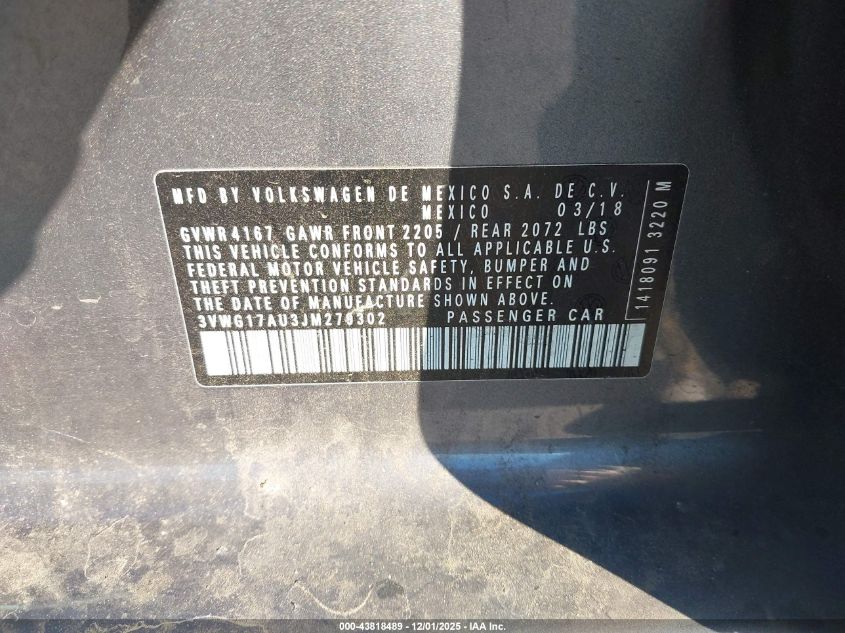 MFD BY VOLKSWAGEN DE MEXICO S.A. DE C.V.
MEXICO 03/18
GVWR 4167 GAWR FRONT 2205 / REAR 2072 LBS
THIS VEHICLE CONFORMS TO ALL APPLICABLE U.S.
FEDERAL MOTOR VEHICLE SAFETY, BUMPER AND
THEFT PREVENTION STANDARDS IN EFFECT ON
THE DATE OF MANUFACTURE SHOWN ABOVE.
3VWG17AU3JM270302 PASSENGER CAR
1418091 3220 M
000-43818489 - 12/01/2025 - IAA Inc.